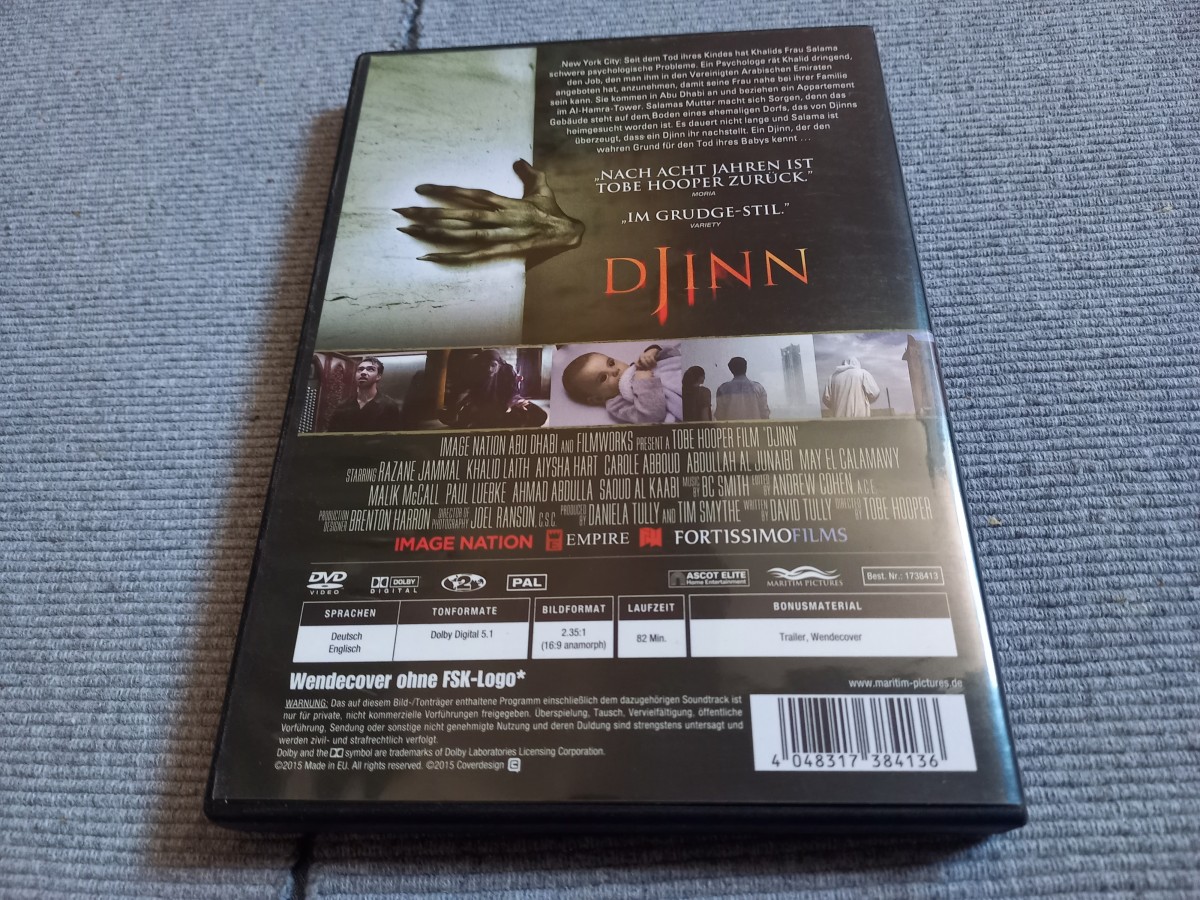 New York City: Seit dem Tod ihres Kindes hat Khalids Frau Salama
schwere psychologische Probleme. Ein Psychologe rät Khalid dringend,
den Job, den man ihm in den Vereinigten Arabischen Emiraten
angeboten hat, anzunehmen, damit seine Frau nahe bei ihrer Familie
sein kann. Sie kommen in Abu Dhabi an und beziehen ein Appartement
im Al-Hamra-Tower. Salamas Mutter macht sich Sorgen, denn das
Gebäude steht auf dem Boden eines ehemaligen Dorfs, das von Djinns
heimgesucht worden ist. Es dauert nicht lange und Salama ist
überzeugt, dass ein Djinn ihr nachstellt. Ein Djinn, der den
wahren Grund für den Tod ihres Babys kennt ...
„NACH ACHT JAHREN IST
TOBE HOOPER ZURÜCK."
MORIA
„IM GRUDGE-STIL."
VARIETY
DJINN
IMAGE NATION ABU DHABI AND FILMWORKS PRESENT A TOBE HOOPER FILM "DJINN"
STARRING RAZANE JAMMAL KHALID LAITH AIYSHA HART CAROLE ABBOUD ABDULLAH AL JUNAIBI MAY EL CALAMAWY
MALIK McCALL PAUL LUEBKE AHMAD ABDULLA SAOUD AL KAABI MUSIC BY BC SMITH EDITED BY ANDREW COHEN, A.C.E.
PRODUCTION DESIGNER BRENTON HARRON DIRECTOR OF PHOTOGRAPHY JOEL RANSON, C.S.C. PRODUCED BY DANIELA TULLY AND TIM SMYTHE WRITTEN BY DAVID TULLY DIRECTED BY TOBE HOOPER
IMAGE NATION EMPIRE FORTISSIMOFILMS
DVD VIDEO DOLBY DIGITAL 2 PAL ASCOT ELITE Home Entertainment MARITIM PICTURES Best. Nr.: 1738413
SPRACHEN TONFORMATE BILDFORMAT LAUFZEIT BONUSMATERIAL
Deutsch Dolby Digital 5.1 2.35:1 82 Min. Trailer, Wendecover
Englisch (16:9 anamorph)
Wendecover ohne FSK-Logo*
www.maritim-pictures.de
WARNUNG: Das auf diesem Bild-/Tonträger enthaltene Programm einschließlich dem dazugehörigen Soundtrack ist
nur für private, nicht kommerzielle Vorführungen freigegeben. Überspielung, Tausch, Vervielfältigung, öffentliche
Vorführung, Sendung oder sonstige nicht genehmigte Nutzung und deren Duldung sind strengstens untersagt und
werden zivil- und strafrechtlich verfolgt.
Dolby and the symbol are trademarks of Dolby Laboratories Licensing Corporation.
©2015 Made in EU. All rights reserved. ©2015 Coverdesign
4 048317 384136